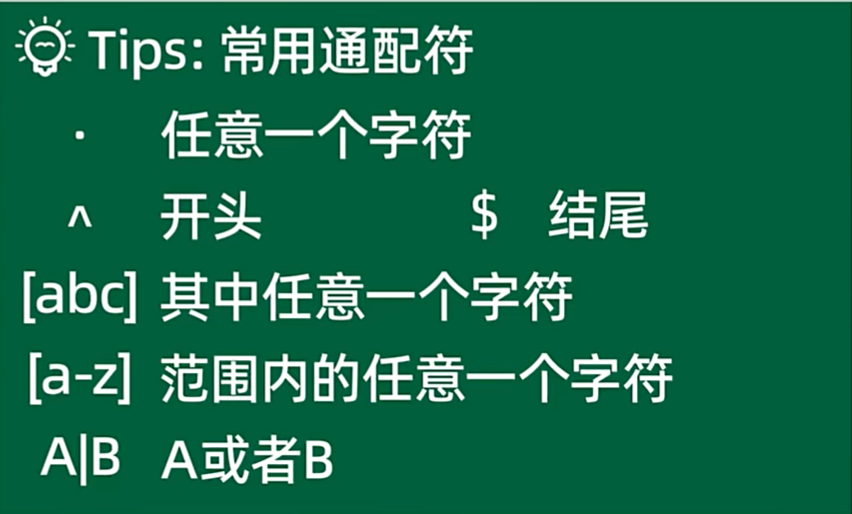 Tips: 常用通配符
. 任意一个字符
^ 开头 $ 结尾
[abc] 其中任意一个字符
[a-z] 范围内的任意一个字符
A|B A或者B